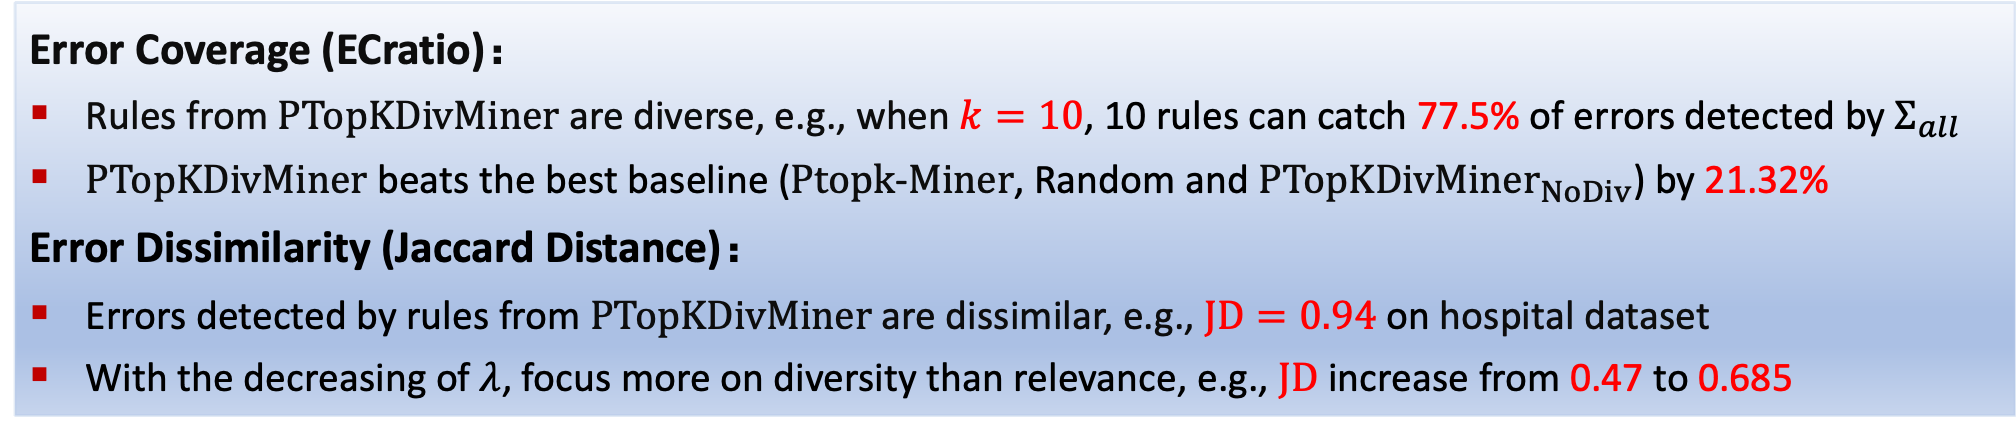 Error Coverage (ECratio):
▪ Rules from PTopKDivMiner are diverse, e.g., when k = 10, 10 rules can catch 77.5% of errors detected by Σ_all
▪ PTopKDivMiner beats the best baseline (Ptopk-Miner, Random and PTopKDivMiner_NoDiv) by 21.32%
Error Dissimilarity (Jaccard Distance):
▪ Errors detected by rules from PTopKDivMiner are dissimilar, e.g., JD = 0.94 on hospital dataset
▪ With the decreasing of λ, focus more on diversity than relevance, e.g., JD increase from 0.47 to 0.685